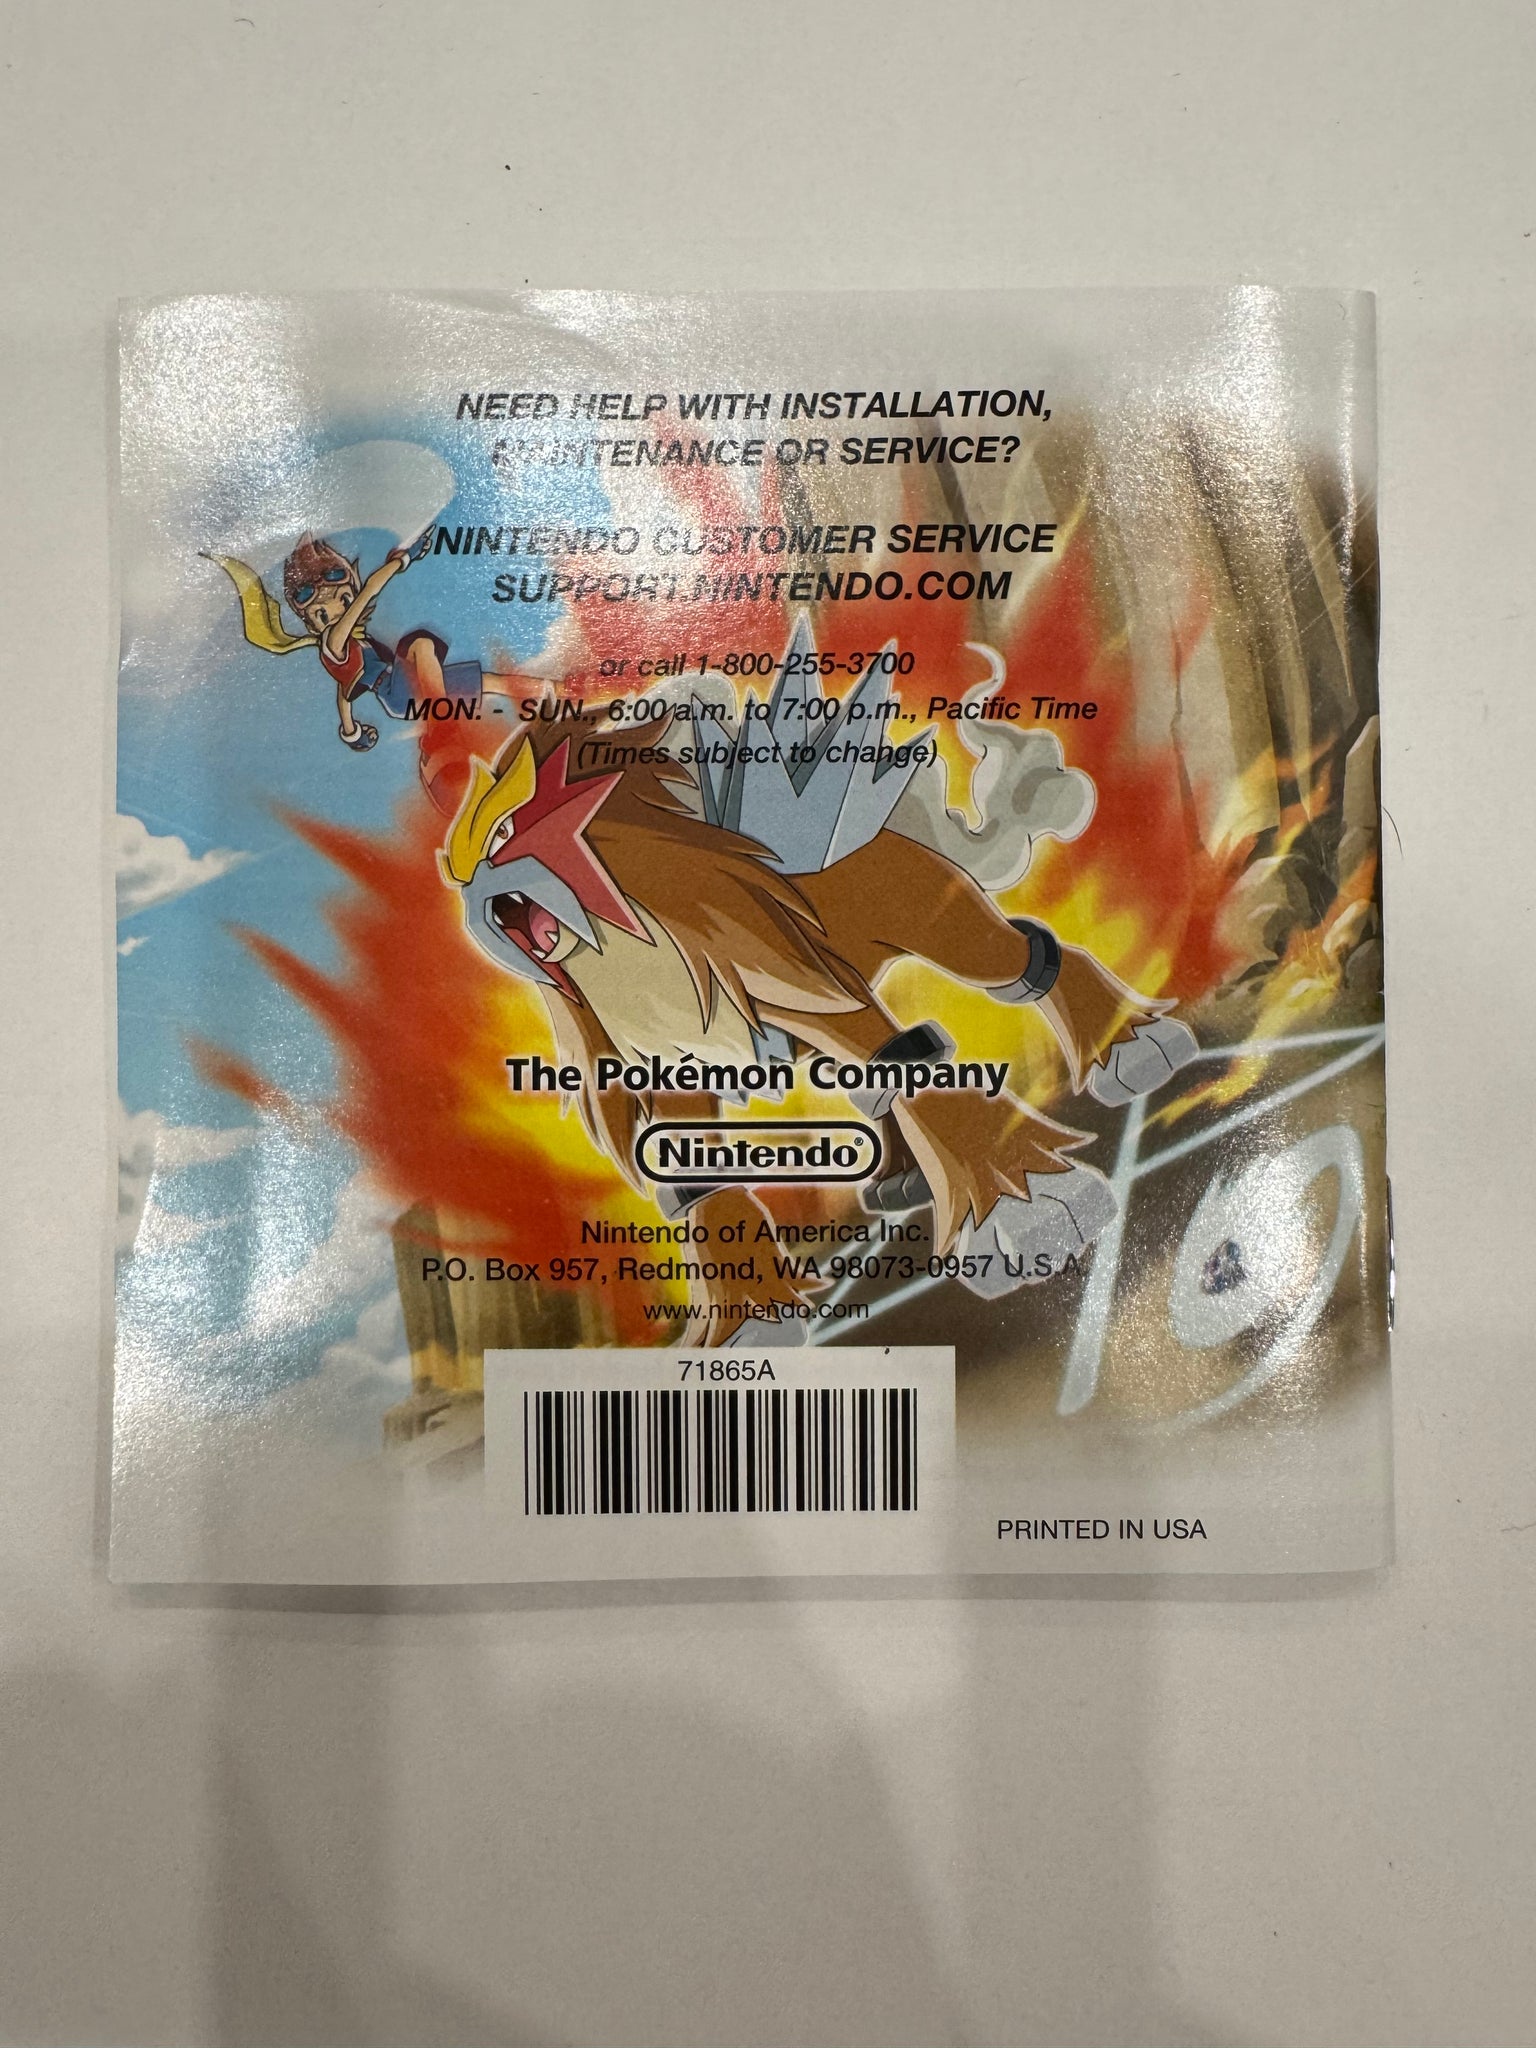 NEED HELP WITH INSTALLATION,
MAINTENANCE OR SERVICE?
NINTENDO CUSTOMER SERVICE
SUPPORT.NINTENDO.COM
or call 1-800-255-3700
MON. - SUN., 6:00 a.m. to 7:00 p.m., Pacific Time
(Times subject to change)
The Pokémon Company
Nintendo®
Nintendo of America Inc.
P.O. Box 957, Redmond, WA 98073-0957 U.S.A.
www.nintendo.com
71865A
PRINTED IN USA